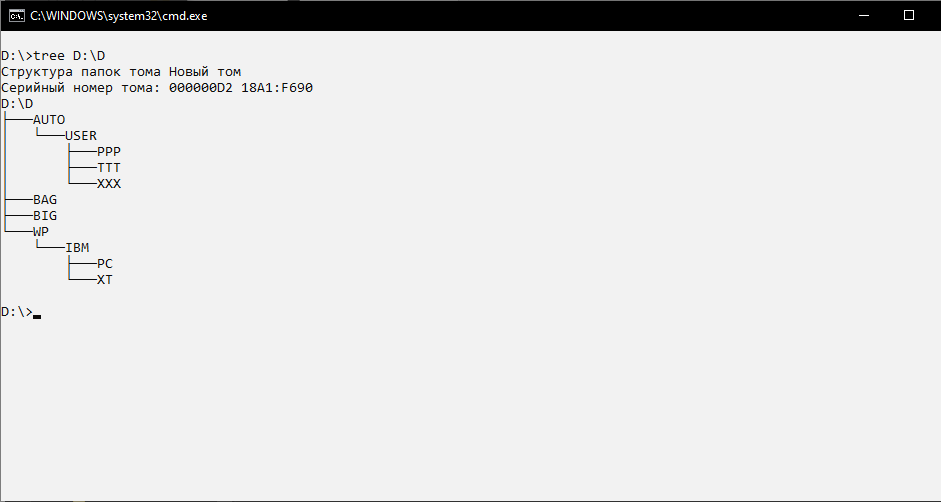 C:\WINDOWS\system32\cmd.exe
D:\>tree D:\D
Структура папок тома Новый том
Серийный номер тома: 000000D2 18A1:F690
D:\D
├───AUTO
│   └───USER
│       ├───PPP
│       ├───TTT
│       └───XXX
├───BAG
├───BIG
└───WP
    └───IBM
        ├───PC
        └───XT
D:\>